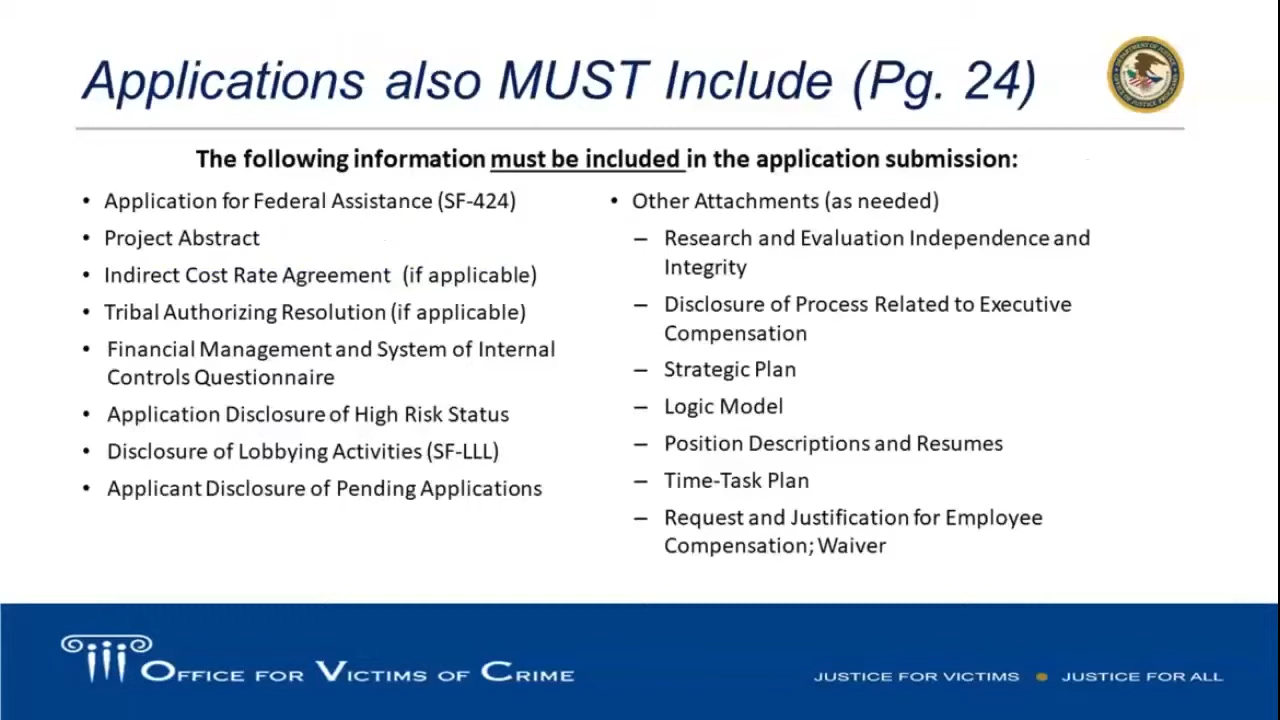 Applications also MUST Include (Pg. 24)
The following information must be included in the application submission:
• Application for Federal Assistance (SF-424)
• Project Abstract
• Indirect Cost Rate Agreement (if applicable)
• Tribal Authorizing Resolution (if applicable)
• Financial Management and System of Internal
Controls Questionnaire
• Application Disclosure of High Risk Status
• Disclosure of Lobbying Activities (SF-LLL)
• Applicant Disclosure of Pending Applications
• Other Attachments (as needed)
– Research and Evaluation Independence and
Integrity
– Disclosure of Process Related to Executive
Compensation
– Strategic Plan
– Logic Model
– Position Descriptions and Resumes
– Time-Task Plan
– Request and Justification for Employee
Compensation; Waiver
OFFICE FOR VICTIMS OF CRIME
JUSTICE FOR VICTIMS • JUSTICE FOR ALL